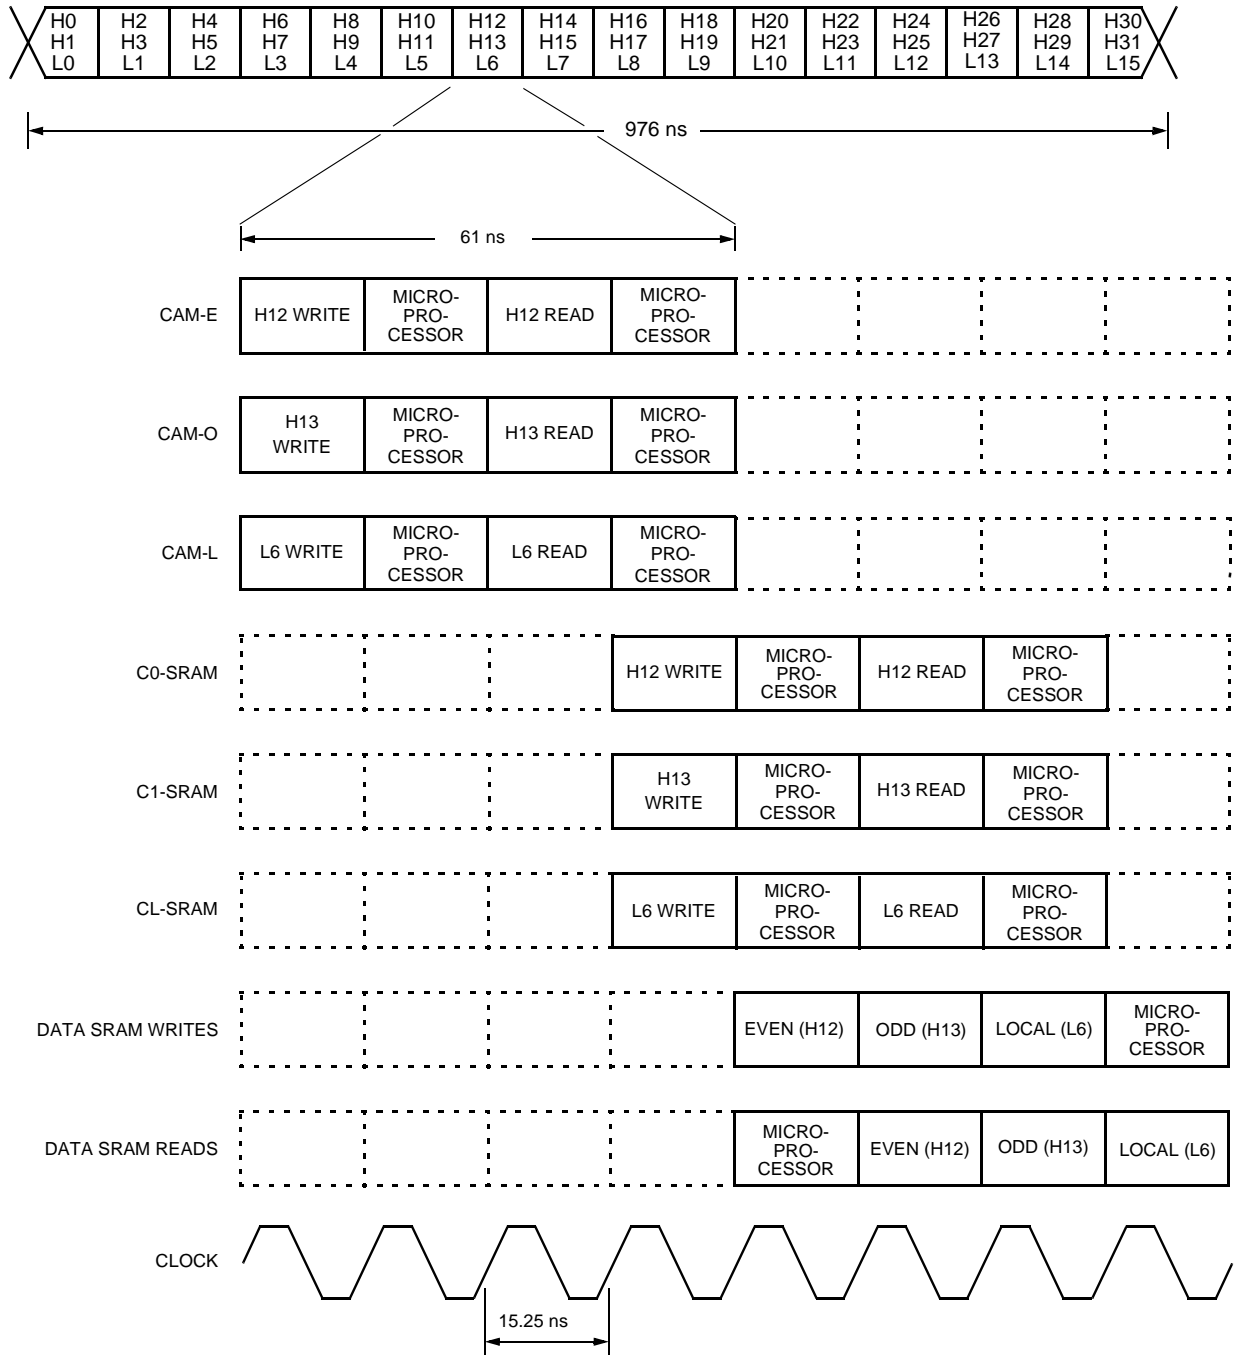 H0 H2 H4 H6 H8 H10 H12 H14 H16 H18 H20 H22 H24 H26 H28 H30
H1 H3 H5 H7 H9 H11 H13 H15 H17 H19 H21 H23 H25 H27 H29 H31
L0 L1 L2 L3 L4 L5 L6 L7 L8 L9 L10 L11 L12 L13 L14 L15
976 ns
61 ns
CAM-E
H12 WRITE
MICRO-
PRO-
CESSOR
H12 READ
MICRO-
PRO-
CESSOR
CAM-O
H13
WRITE
MICRO-
PRO-
CESSOR
H13 READ
MICRO-
PRO-
CESSOR
CAM-L
L6 WRITE
MICRO-
PRO-
CESSOR
L6 READ
MICRO-
PRO-
CESSOR
C0-SRAM
H12 WRITE
MICRO-
PRO-
CESSOR
H12 READ
MICRO-
PRO-
CESSOR
C1-SRAM
H13
WRITE
MICRO-
PRO-
CESSOR
H13 READ
MICRO-
PRO-
CESSOR
CL-SRAM
L6 WRITE
MICRO-
PRO-
CESSOR
L6 READ
MICRO-
PRO-
CESSOR
DATA SRAM WRITES
EVEN (H12)
ODD (H13)
LOCAL (L6)
MICRO-
PRO-
CESSOR
DATA SRAM READS
MICRO-
PRO-
CESSOR
EVEN (H12)
ODD (H13)
LOCAL (L6)
CLOCK
15.25 ns